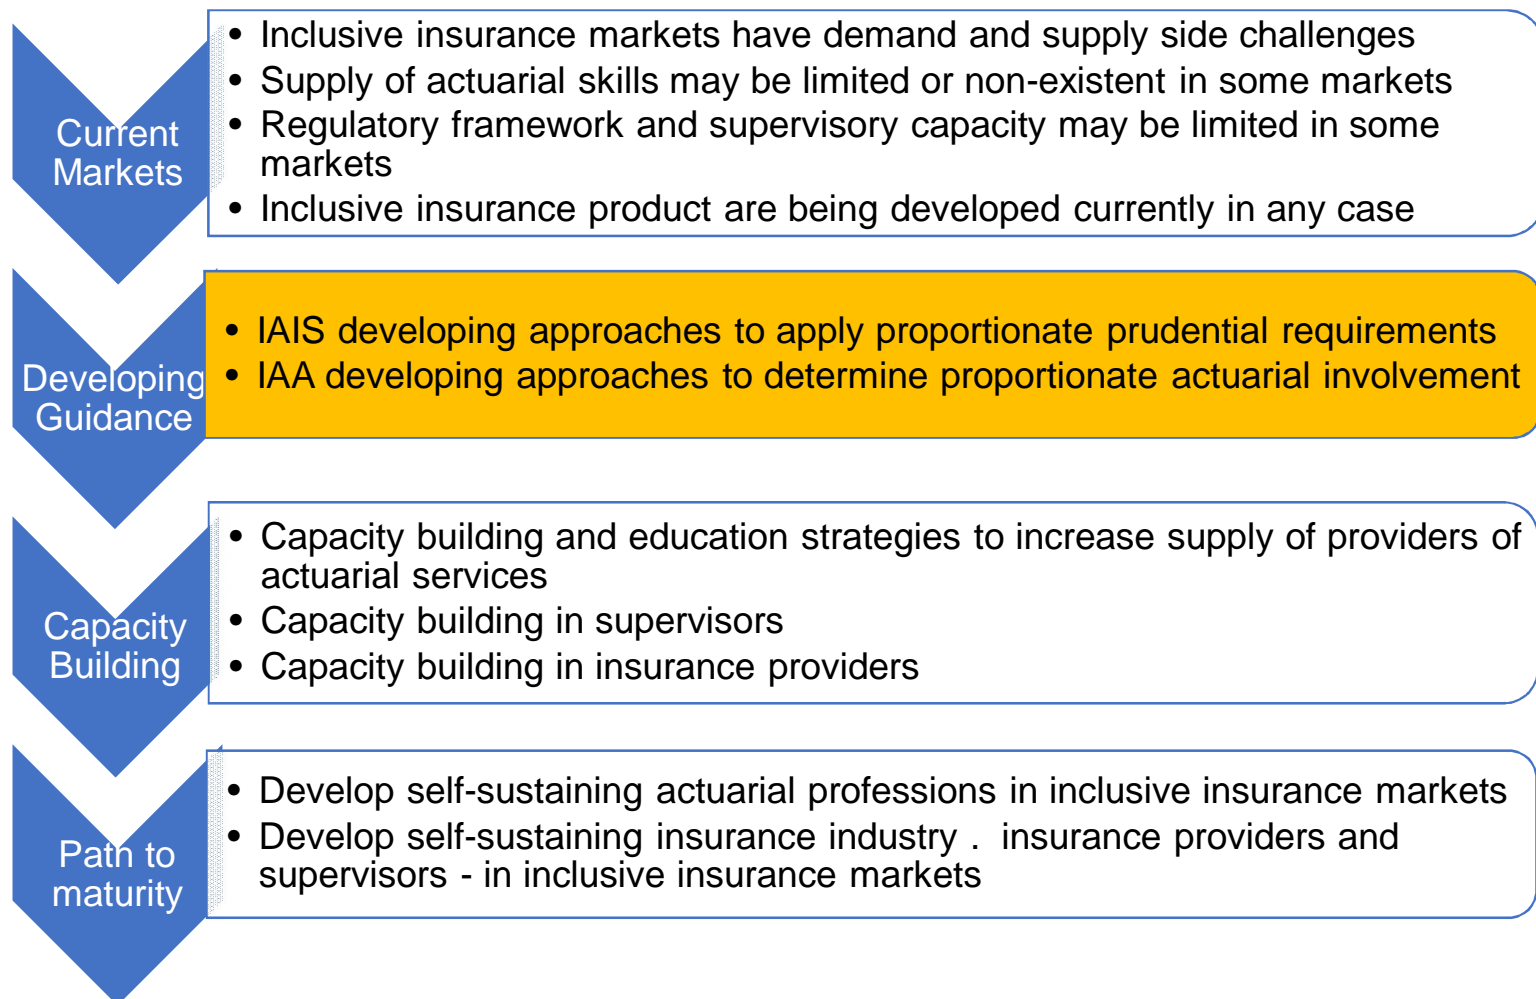 Current
Markets
• Inclusive insurance markets have demand and supply side challenges
• Supply of actuarial skills may be limited or non-existent in some markets
• Regulatory framework and supervisory capacity may be limited in some
markets
• Inclusive insurance product are being developed currently in any case
Developing
Guidance
• IAIS developing approaches to apply proportionate prudential requirements
• IAA developing approaches to determine proportionate actuarial involvement
Capacity
Building
• Capacity building and education strategies to increase supply of providers of
actuarial services
• Capacity building in supervisors
• Capacity building in insurance providers
Path to
maturity
• Develop self-sustaining actuarial professions in inclusive insurance markets
• Develop self-sustaining insurance industry . insurance providers and
supervisors - in inclusive insurance markets